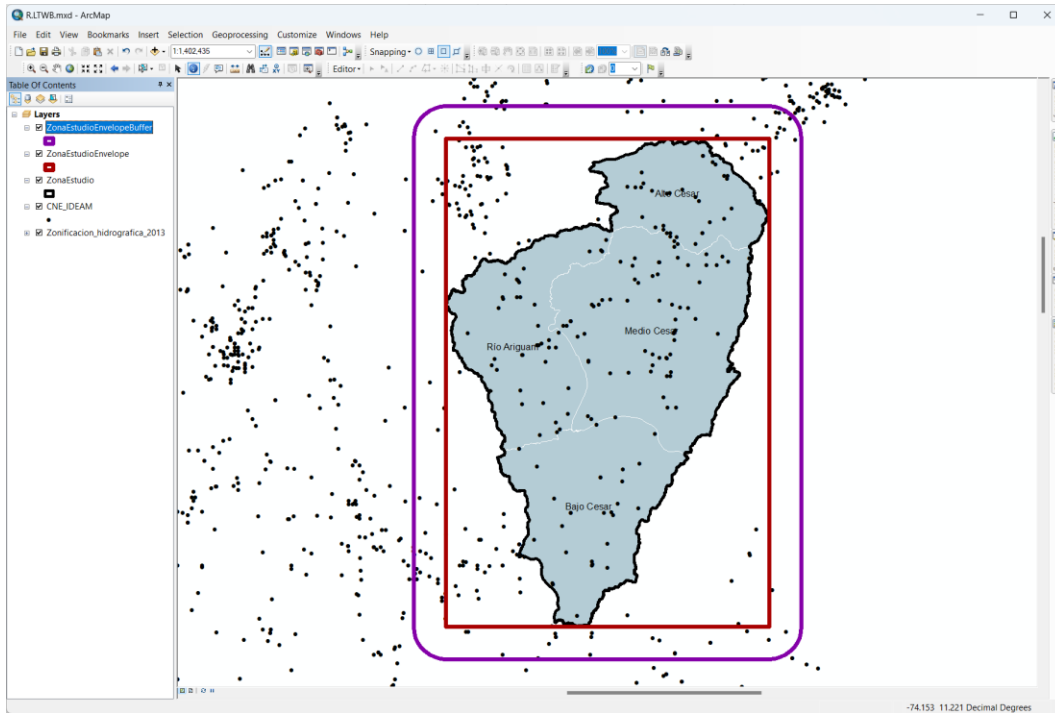 R.LTWB.mxd - ArcMap
File Edit View Bookmarks Insert Selection Geoprocessing Customize Windows Help
1:1.402.435
Snapping
Editor
Table Of Contents
Layers
ZonaEstudioEnvelopeBuffer
ZonaEstudioEnvelope
ZonaEstudio
CNE_IDEAM
Zonificacion_hidrografica_2013
Alto Cesar
Medio Cesar
Río Ariguaní
Bajo Cesar
-74.153 11.221 Decimal Degrees